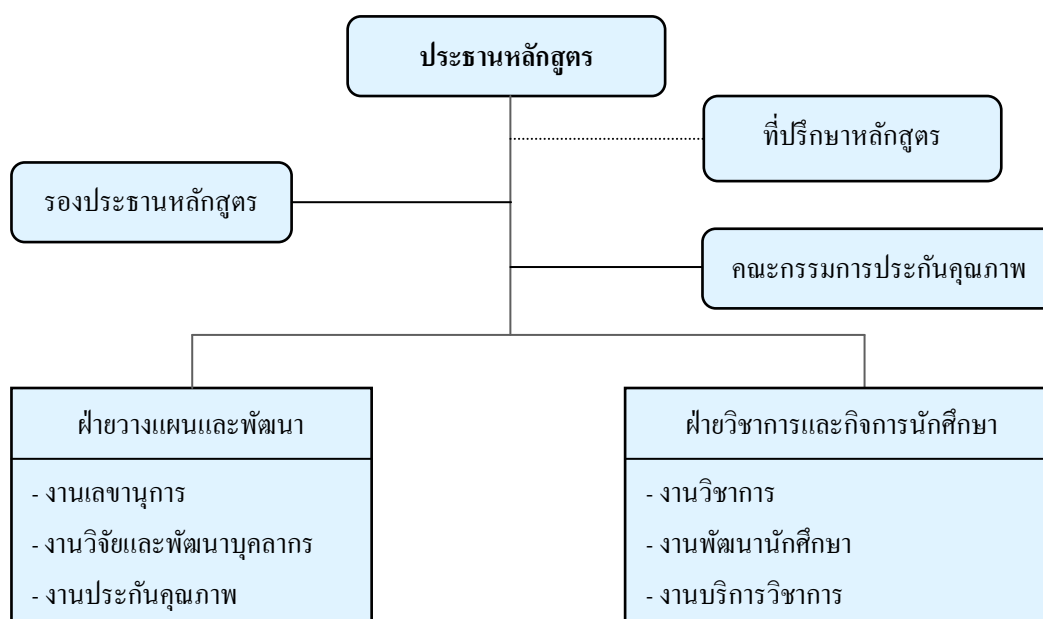 ประธานหลักสูตร
ที่ปรึกษาหลักสูตร
รองประธานหลักสูตร
คณะกรรมการประกันคุณภาพ
ฝ่ายวางแผนและพัฒนา
- งานเลขานุการ
- งานวิจัยและพัฒนาบุคลากร
- งานประกันคุณภาพ
ฝ่ายวิชาการและกิจการนักศึกษา
- งานวิชาการ
- งานพัฒนานักศึกษา
- งานบริการวิชาการ